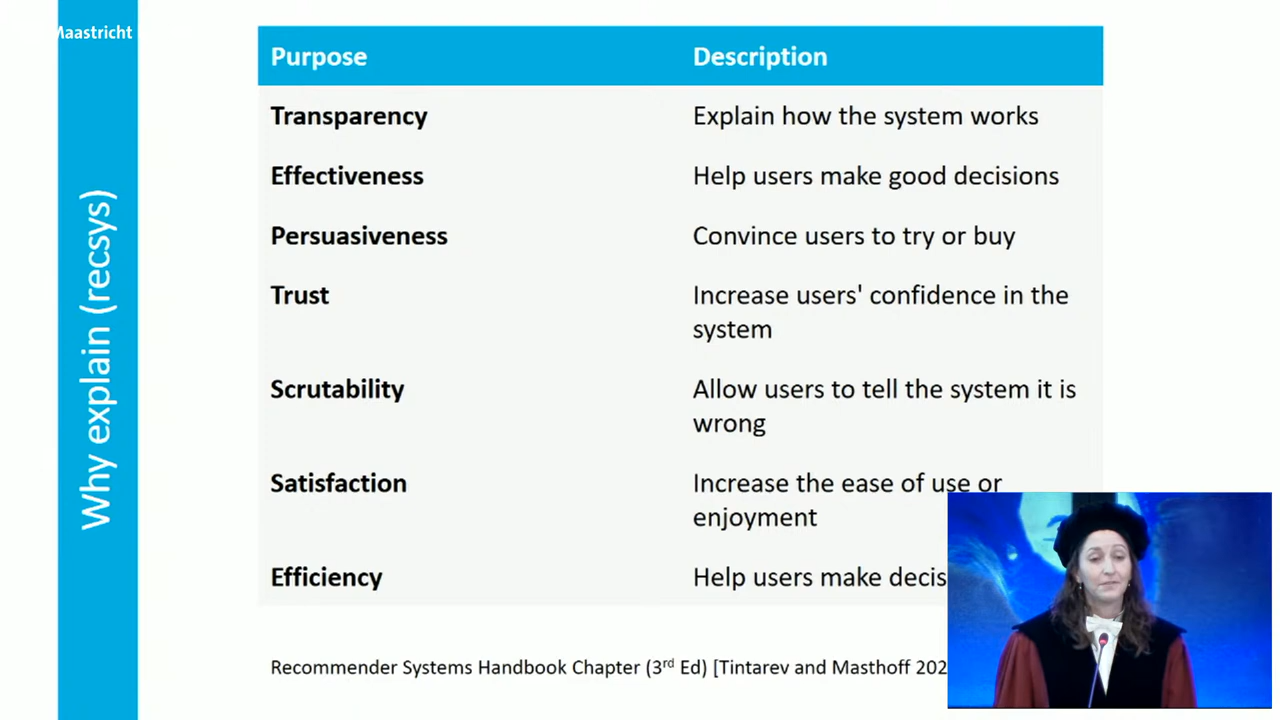 Maastricht
Why explain (recsys)
Purpose Description
Transparency Explain how the system works
Effectiveness Help users make good decisions
Persuasiveness Convince users to try or buy
Trust Increase users' confidence in the
system
Scrutability Allow users to tell the system it is
wrong
Satisfaction Increase the ease of use or
enjoyment
Efficiency Help users make decis
Recommender Systems Handbook Chapter (3rd Ed) [Tintarev and Masthoff 202